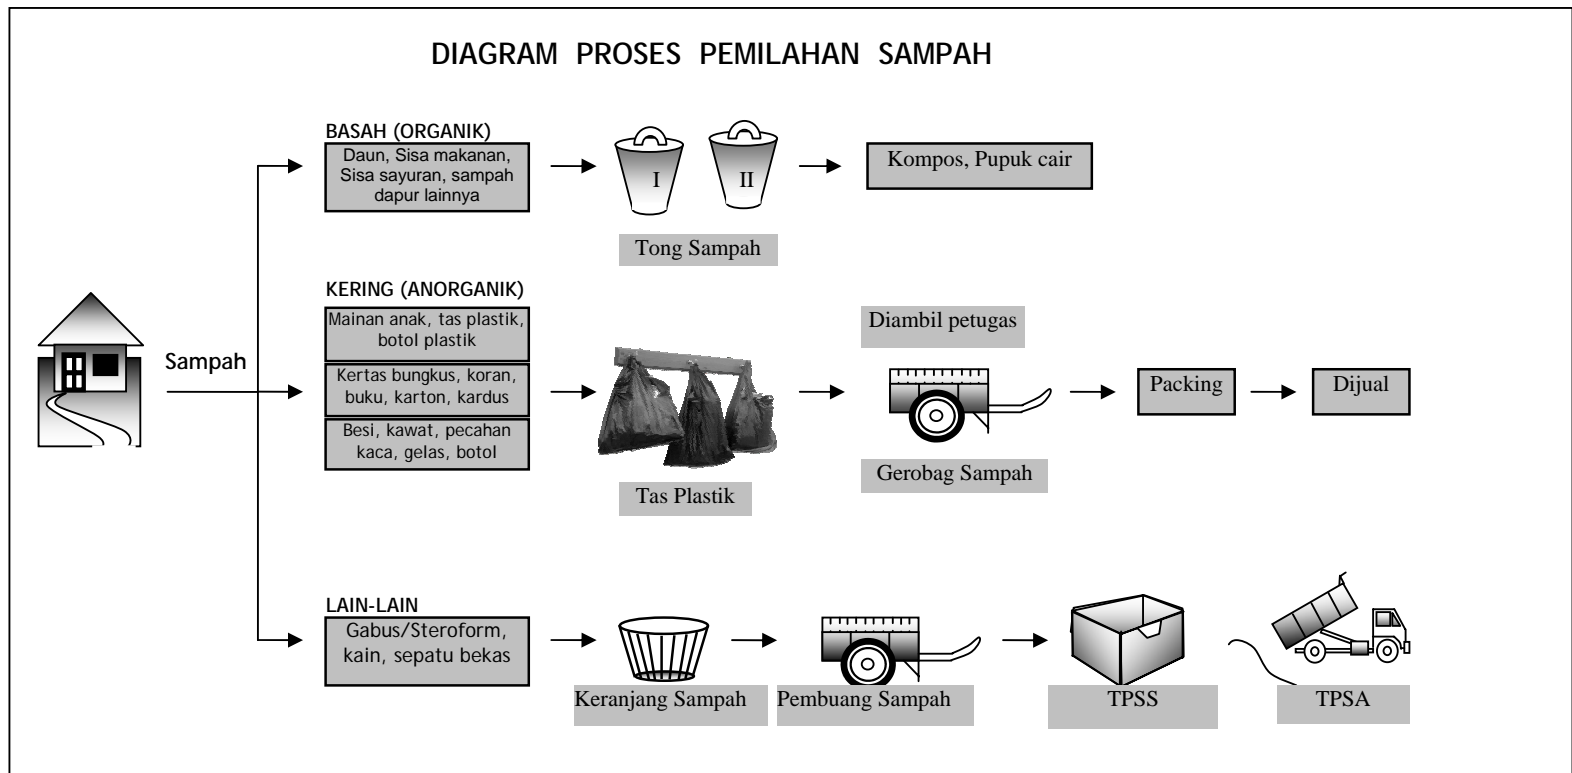 DIAGRAM PROSES PEMILAHAN SAMPAH
BASAH (ORGANIK)
Daun, Sisa makanan,
Sisa sayuran, sampah
dapur lainnya
I
II
Tong Sampah
Kompos, Pupuk cair
Sampah
KERING (ANORGANIK)
Mainan anak, tas plastik,
botol plastik
Kertas bungkus, koran,
buku, karton, kardus
Besi, kawat, pecahan
kaca, gelas, botol
Tas Plastik
Diambil petugas
Gerobag Sampah
Packing
Dijual
LAIN-LAIN
Gabus/Steroform,
kain, sepatu bekas
Keranjang Sampah
Pembuang Sampah
TPSS
TPSA